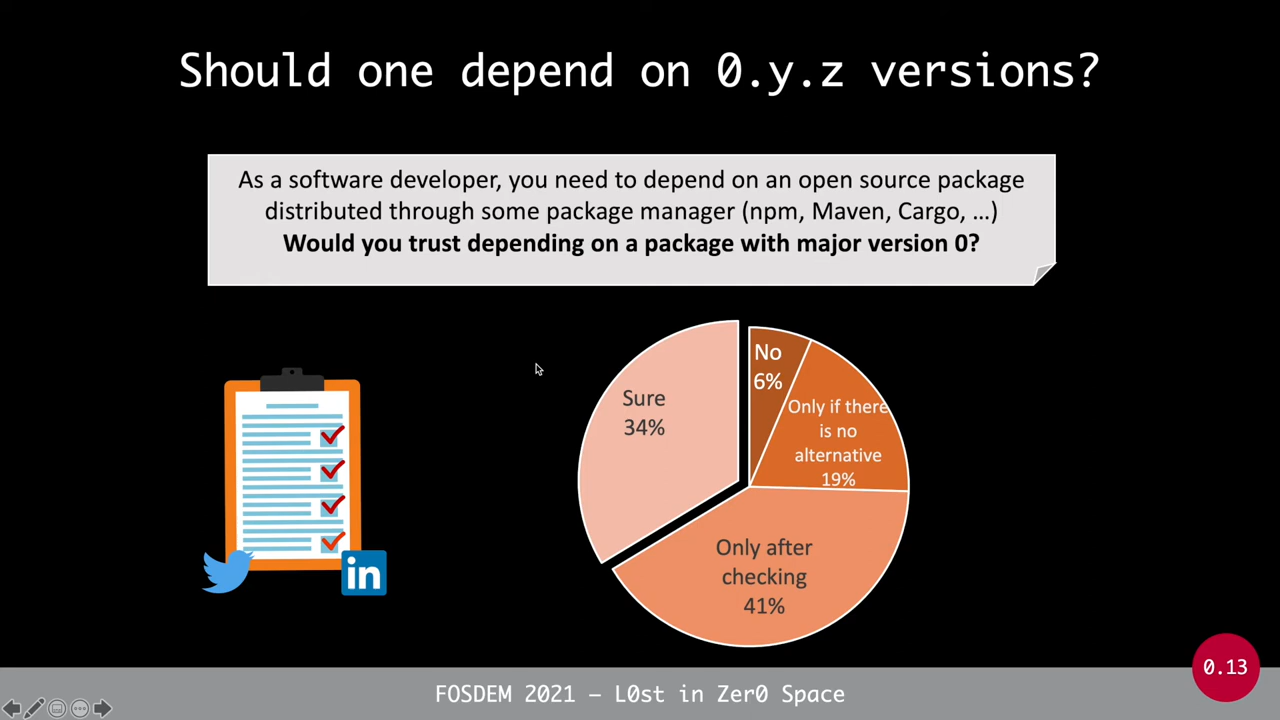 Should one depend on 0.y.z versions?
As a software developer, you need to depend on an open source package
distributed through some package manager (npm, Maven, Cargo, …)
Would you trust depending on a package with major version 0?
Sure
34%
No
6%
Only if there
is no
alternative
19%
Only after
checking
41%
in
0.13
FOSDEM 2021 – L0st in Zer0 Space